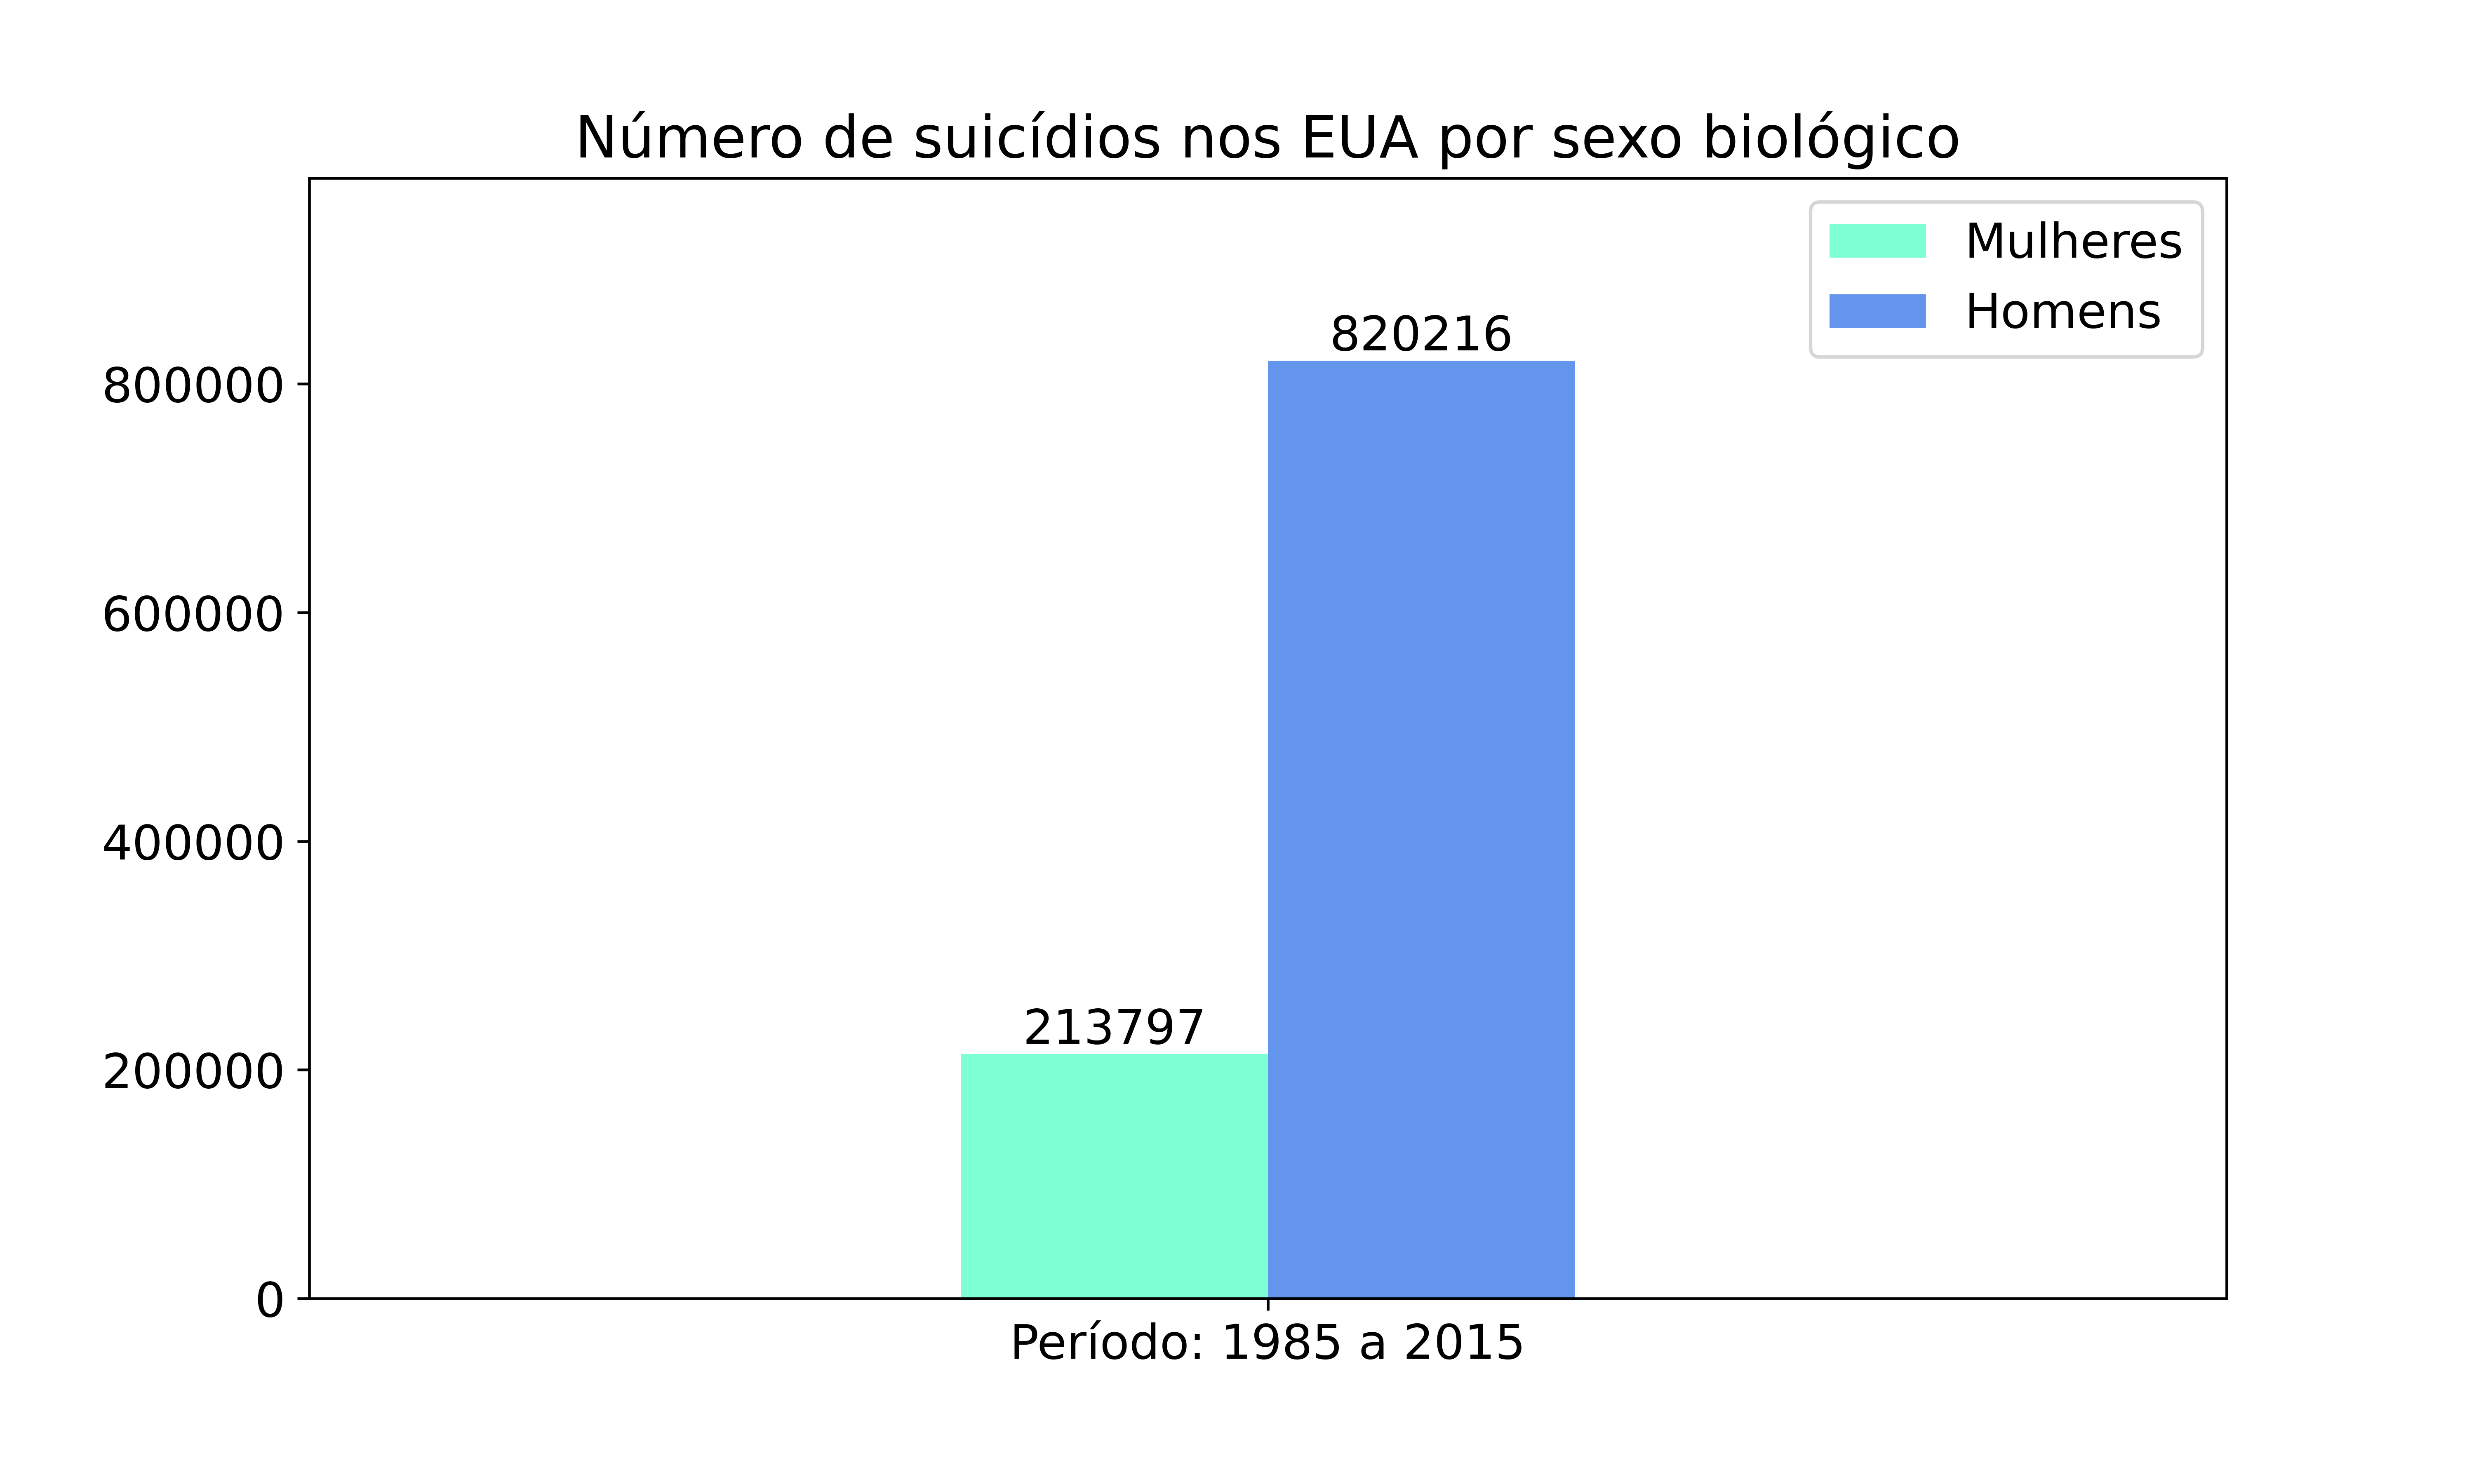 Número de suicídios nos EUA por sexo biológico
Mulheres
Homens
820216
800000
600000
400000
213797
200000
0
Período: 1985 a 2015